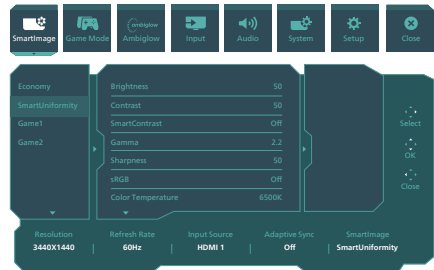 SmartImage Game Mode Ambiglow Input Audio System Setup Close
ambiglow
Economy
SmartUniformity
Game1
Game2
Brightness 50
Contrast 50
SmartContrast Off
Gamma 2.2
Sharpness 50
sRGB Off
Color Temperature 6500K
Select
OK
Close
Resolution Refresh Rate Input Source Adaptive Sync SmartImage
3440X1440 | 60Hz | HDMI 1 | Off | SmartUniformity